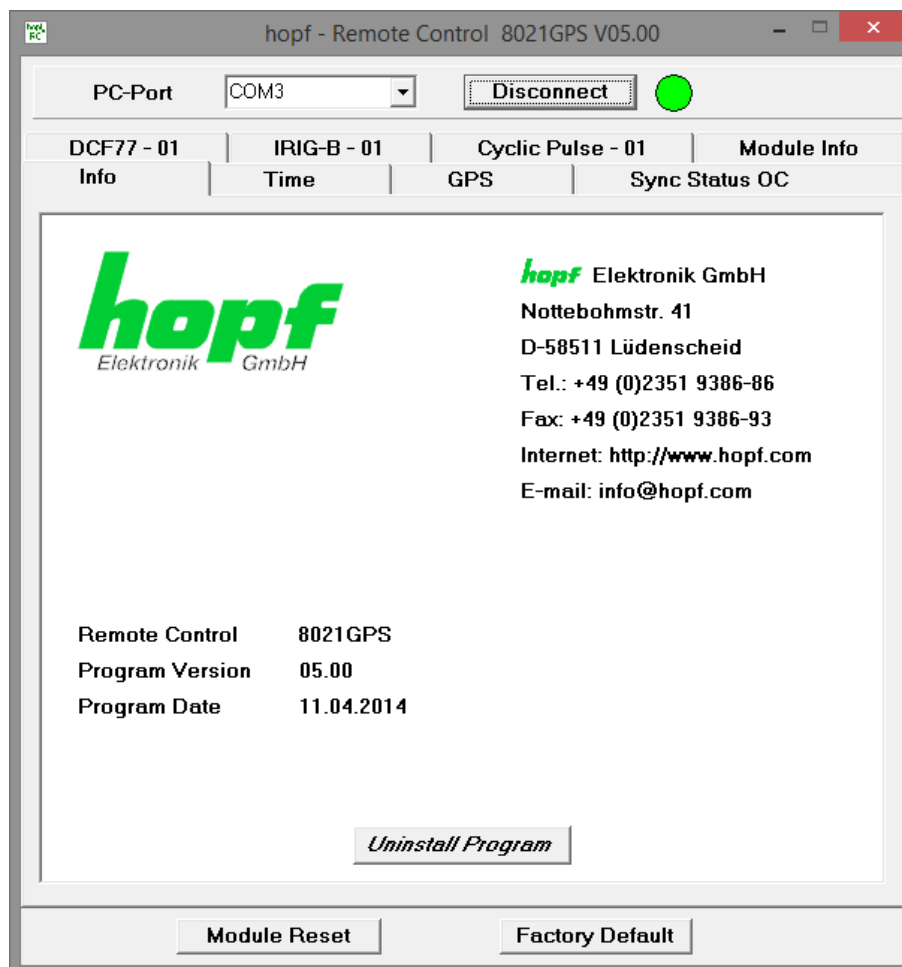 hopf RC
hopf - Remote Control 8021GPS V05.00
PC-Port COM3 Disconnect
DCF77 - 01 IRIG-B - 01 Cyclic Pulse - 01 Module Info
Info Time GPS Sync Status OC
hopf
Elektronik GmbH
hopf Elektronik GmbH
Nottebohmstr. 41
D-58511 Lüdenscheid
Tel.: +49 (0)2351 9386-86
Fax: +49 (0)2351 9386-93
Internet: http://www.hopf.com
E-mail: info@hopf.com
Remote Control 8021GPS
Program Version 05.00
Program Date 11.04.2014
Uninstall Program
Module Reset Factory Default